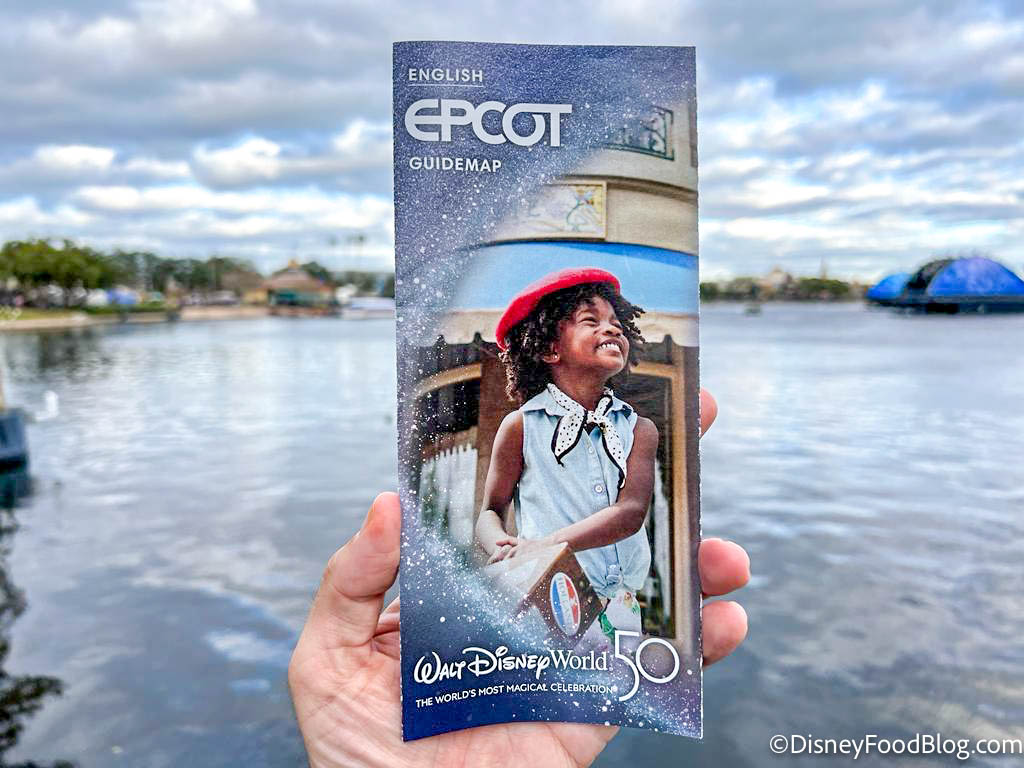 ENGLISH
EPCOT
GUIDEMAP
WALT DISNEY World. 50
THE WORLD'S MOST MAGICAL CELEBRATION
©DisneyFoodBlog.com